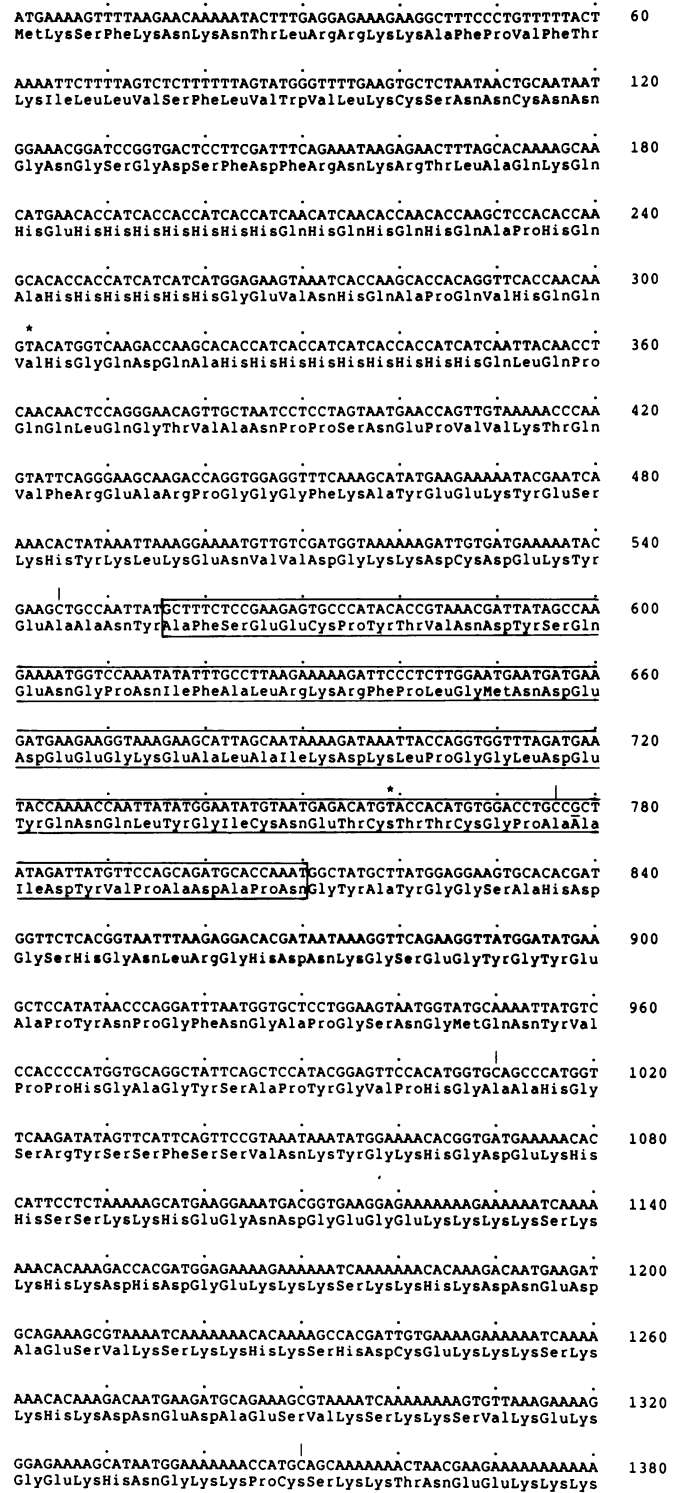 ATGAAAAGTTTTAAGAACAAAAATACTTTGAGGAGAAAGAAGGCTTTCCCTGTTTTTACT 60
MetLysSerPheLysAsnLysAsnThrLeuArgArgLysLysAlaPheProValPheThr
AAAATTCTTTTAGTCTCTTTTTTAGTATGGGTTTTGAAGTGCTCTAATAACTGCAATAAT 120
LysIleLeuLeuValSerPheLeuValTrpValLeuLysCysSerAsnAsnCysAsnAsn
GGAAACGGATCCGGTGACTCCTTCGATTTCAGAAATAAGAGAACTTTAGCACAAAAGCAA 180
GlyAsnGlySerGlyAspSerPheAspPheArgAsnLysArgThrLeuAlaGlnLysGln
CATGAACACCATCACCACCATCACCATCAACATCAACACCAACACCAAGCTCCACACCAA 240
HisGluHisHisHisHisHisHisHisGlnHisGlnHisGlnHisGlnAlaProHisGln
GCACACCACCATCATCATCATGGAGAAGTAAATCACCAAGCACCACAGGTTCACCAACAA 300
AlaHisHisHisHisHisHisGlyGluValAsnHisGlnAlaProGlnValHisGlnGln
*
GTACATGGTCAAGACCAAGCACACCATCACCATCATCACCACCATCATCAATTACAACCT 360
ValHisGlyGlnAspGlnAlaHisHisHisHisHisHisHisHisHisGlnLeuGlnPro
CAACAACTCCAGGGAACAGTTGCTAATCCTCCTAGTAATGAACCAGTTGTAAAAACCCAA 420
GlnGlnLeuGlnGlyThrValAlaAsnProProSerAsnGluProValValLysThrGln
GTATTCAGGGAAGCAAGACCAGGTGGAGGTTTCAAAGCATATGAAGAAAAATACGAATCA 480
ValPheArgGluAlaArgProGlyGlyGlyPheLysAlaTyrGluGluLysTyrGluSer
AAACACTATAAATTAAAGGAAAATGTTGTCGATGGTAAAAAAGATTGTGATGAAAAATAC 540
LysHisTyrLysLeuLysGluAsnValValAspGlyLysLysAspCysAspGluLysTyr
GAAGCTGCCAATTATGCTTTCTCCGAAGAGTGCCCATACACCGTAAACGATTATAGCCAA 600
GluAlaAlaAsnTyrAlaPheSerGluGluCysProTyrThrValAsnAspTyrSerGln
GAAAATGGTCCAAATATATTTGCCTTAAGAAAAAGATTCCCTCTTGGAATGAATGATGAA 660
GluAsnGlyProAsnIlePheAlaLeuArgLysArgPheProLeuGlyMetAsnAspGlu
GATGAAGAAGGTAAAGAAGCATTAGCAATAAAAGATAAATTACCAGGTGGTTTAGATGAA 720
AspGluGluGlyLysGluAlaLeuAlaIleLysAspLysLeuProGlyGlyLeuAspGlu
*
TACCAAAACCAATTATATGGAATATGTAATGAGACATGTACCACATGTGGACCTGCCGCT 780
TyrGlnAsnGlnLeuTyrGlyIleCysAsnGluThrCysThrThrCysGlyProAlaAla
ATAGATTATGTTCCAGCAGATGCACCAAATGGCTATGCTTATGGAGGAAGTGCACACGAT 840
IleAspTyrValProAlaAspAlaProAsnGlyTyrAlaTyrGlyGlySerAlaHisAsp
GGTTCTCACGGTAATTTAAGAGGACACGATAATAAAGGTTCAGAAGGTTATGGATATGAA 900
GlySerHisGlyAsnLeuArgGlyHisAspAsnLysGlySerGluGlyTyrGlyTyrGlu
GCTCCATATAACCCAGGATTTAATGGTGCTCCTGGAAGTAATGGTATGCAAAATTATGTC 960
AlaProTyrAsnProGlyPheAsnGlyAlaProGlySerAsnGlyMetGlnAsnTyrVal
CCACCCCATGGTGCAGGCTATTCAGCTCCATACGGAGTTCCACATGGTGCAGCCCATGGT 1020
ProProHisGlyAlaGlyTyrSerAlaProTyrGlyValProHisGlyAlaAlaHisGly
TCAAGATATAGTTCATTCAGTTCCGTAAATAAATATGGAAAACACGGTGATGAAAAACAC 1080
SerArgTyrSerSerPheSerSerValAsnLysTyrGlyLysHisGlyAspGluLysHis
CATTCCTCTAAAAAGCATGAAGGAAATGACGGTGAAGGAGAAAAAAAGAAAAAATCAAAA 1140
HisSerSerLysLysHisGluGlyAsnAspGlyGluGlyGluLysLysLysLysSerLys
AAACACAAAGACCACGATGGAGAAAAGAAAAAATCAAAAAAACACAAAGACAATGAAGAT 1200
LysHisLysAspHisAspGlyGluLysLysLysSerLysLysHisLysAspAsnGluAsp
GCAGAAAGCGTAAAATCAAAAAAACACAAAAGCCACGATTGTGAAAAGAAAAAATCAAAA 1260
AlaGluSerValLysSerLysLysHisLysSerHisAspCysGluLysLysLysSerLys
AAACACAAAGACAATGAAGATGCAGAAAGCGTAAAATCAAAAAAAAGTGTTAAAGAAAAG 1320
LysHisLysAspAsnGluAspAlaGluSerValLysSerLysLysSerValLysGluLys
GGAGAAAAGCATAATGGAAAAAAACCATGCAGCAAAAAAACTAACGAAGAAAAAAAAAAA 1380
GlyGluLysHisAsnGlyLysLysProCysSerLysLysThrAsnGluGluLysLysLys